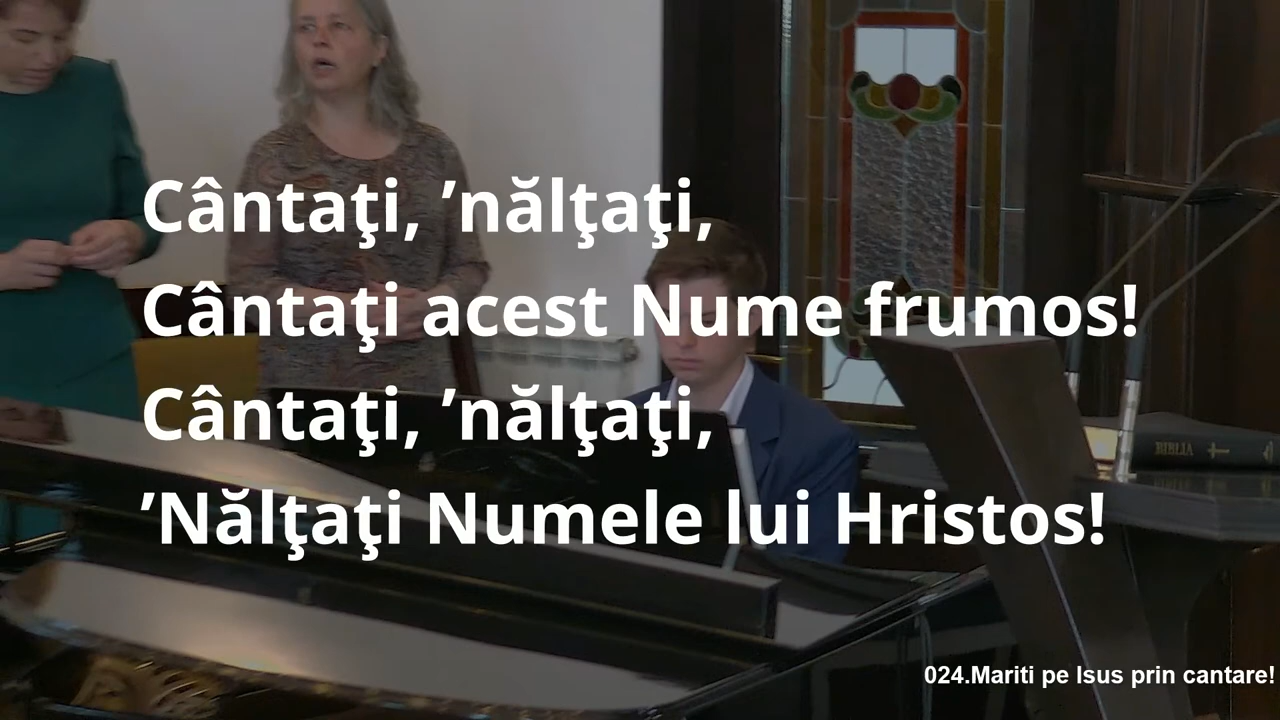 Cântaţi, ’nălţaţi,
Cântaţi acest Nume frumos!
Cântaţi, ’nălţaţi,
’Nălţaţi Numele lui Hristos!
BIBLIA
024.Mariti pe Isus prin cantare!